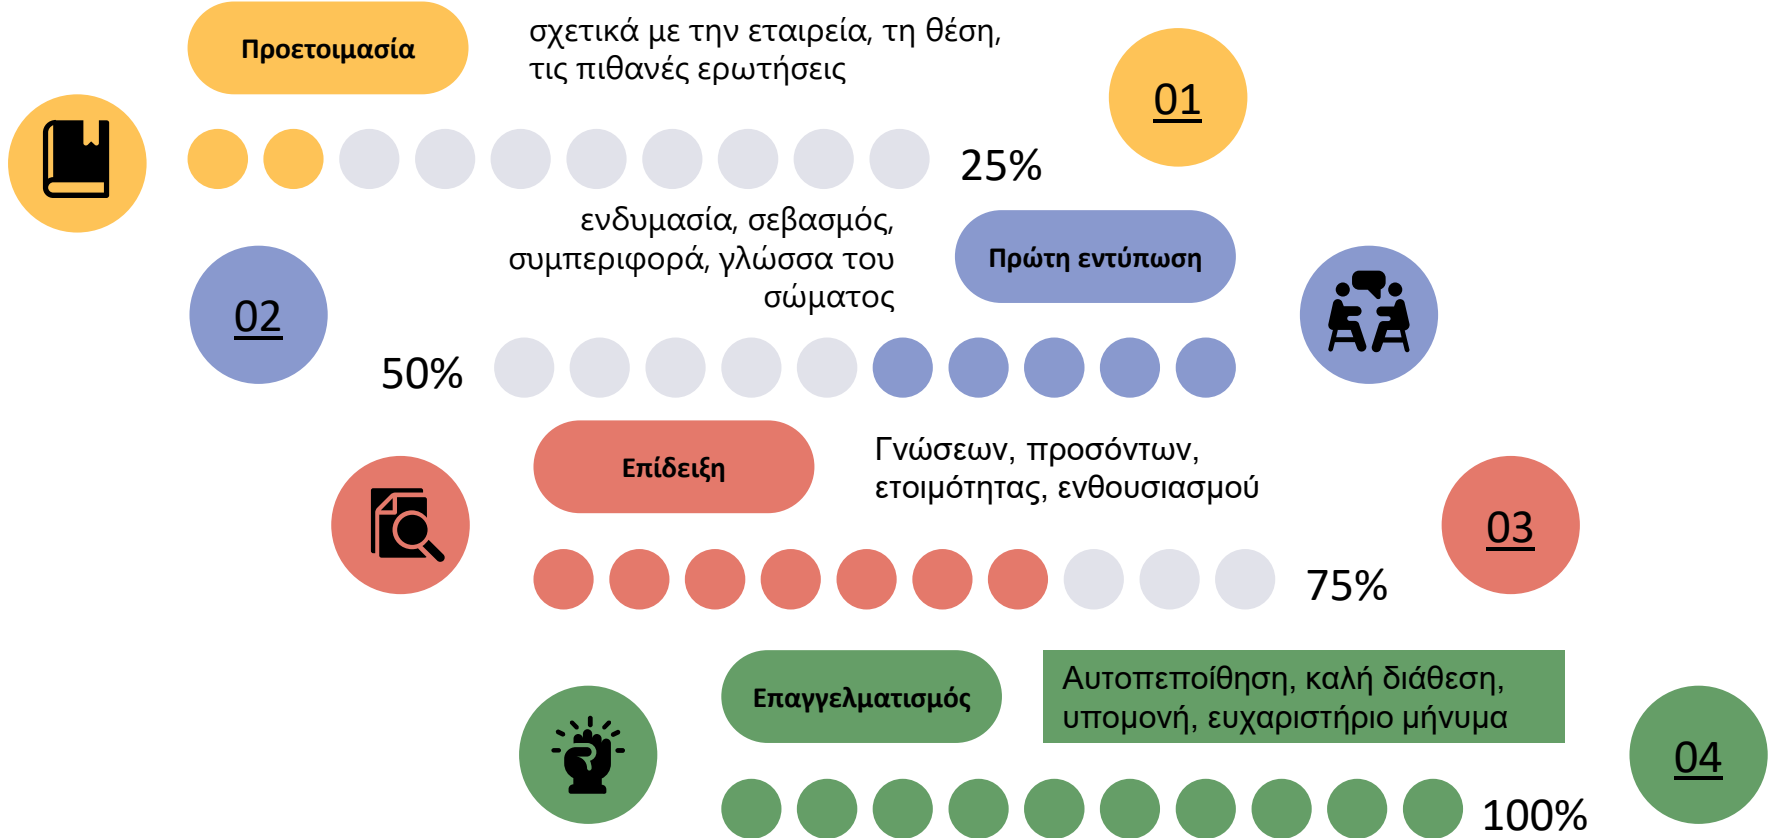 Προετοιμασία
σχετικά με την εταιρεία, τη θέση,
τις πιθανές ερωτήσεις
01
25%
02
ενδυμασία, σεβασμός,
συμπεριφορά, γλώσσα του
σώματος
Πρώτη εντύπωση
50%
Επίδειξη
Γνώσεων, προσόντων,
ετοιμότητας, ενθουσιασμού
03
75%
Επαγγελματισμός
Αυτοπεποίθηση, καλή διάθεση,
υπομονή, ευχαριστήριο μήνυμα
04
100%